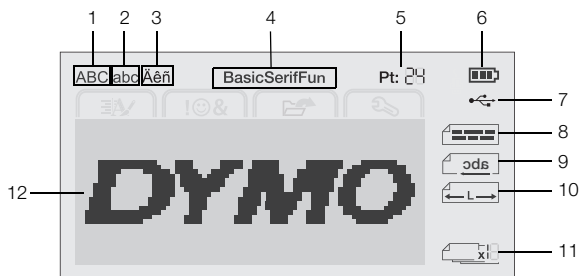 1 2 3 4 5 6
ABC abc Äêñ BasicSerifFun Pt: 24
A !☺&
7
8
abc 9
L 10
12 DYMO
x 11